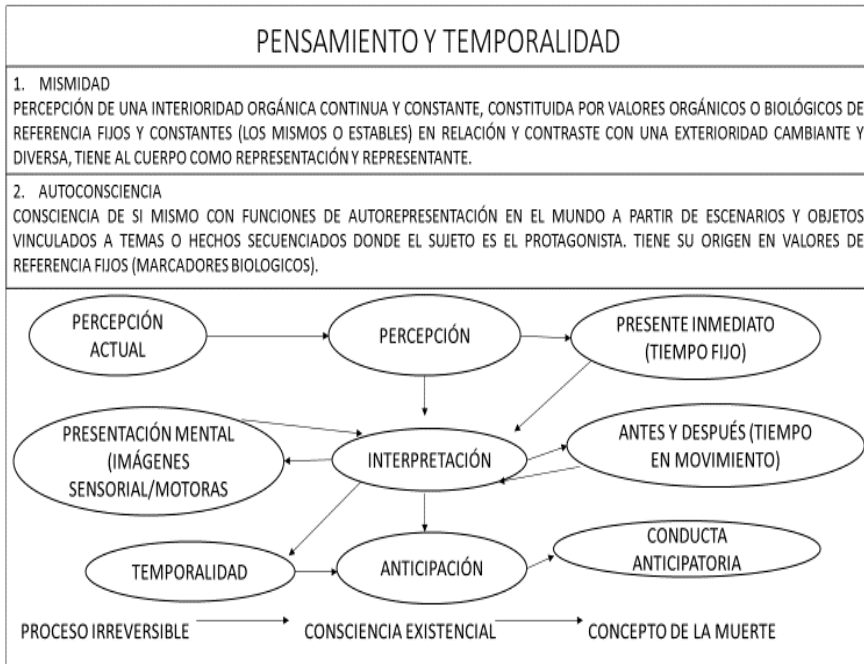 PENSAMIENTO Y TEMPORALIDAD
1. MISMIDAD
PERCEPCIÓN DE UNA INTERIORIDAD ORGÁNICA CONTINUA Y CONSTANTE, CONSTITUIDA POR VALORES ORGÁNICOS O BIOLÓGICOS DE
REFERENCIA FIJOS Y CONSTANTES (LOS MISMOS O ESTABLES) EN RELACIÓN Y CONTRASTE CON UNA EXTERIORIDAD CAMBIANTE Y
DIVERSA, TIENE AL CUERPO COMO REPRESENTACIÓN Y REPRESENTANTE.
2. AUTOCONSCIENCIA
CONSCIENCIA DE SI MISMO CON FUNCIONES DE AUTOREPRESENTACIÓN EN EL MUNDO A PARTIR DE ESCENARIOS Y OBJETOS
VINCULADOS A TEMAS O HECHOS SECUENCIADOS DONDE EL SUJETO ES EL PROTAGONISTA. TIENE SU ORIGEN EN VALORES DE
REFERENCIA FIJOS (MARCADORES BIOLOGICOS).
PERCEPCIÓN
ACTUAL
PERCEPCIÓN
PRESENTE INMEDIATO
(TIEMPO FIJO)
PRESENTACIÓN MENTAL
(IMÁGENES
SENSORIAL/MOTORAS
INTERPRETACIÓN
ANTES Y DESPUÉS (TIEMPO
EN MOVIMIENTO)
TEMPORALIDAD
ANTICIPACIÓN
CONDUCTA
ANTICIPATORIA
PROCESO IRREVERSIBLE
CONSCIENCIA EXISTENCIAL
CONCEPTO DE LA MUERTE